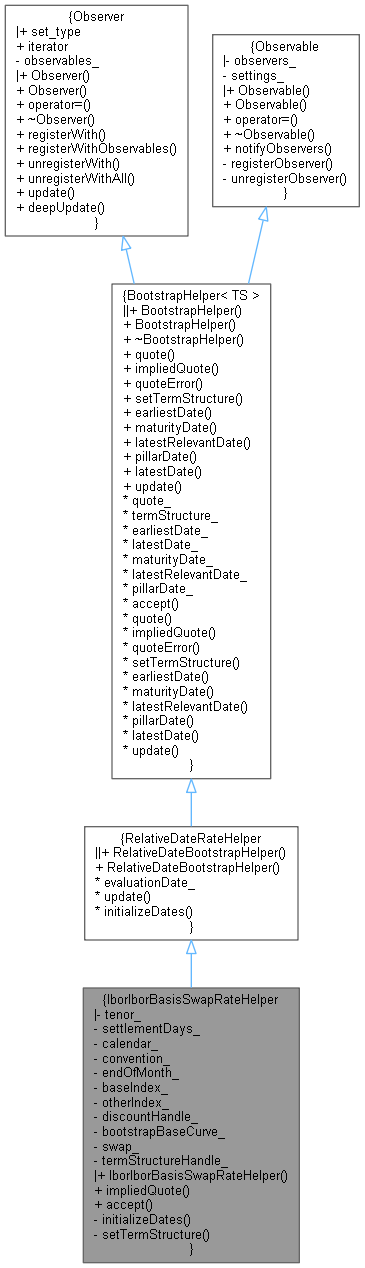 {Observer
|+ set_type
+ iterator
- observables_
|+ Observer()
+ Observer()
+ operator=()
+ ~Observer()
+ registerWith()
+ registerWithObservables()
+ unregisterWith()
+ unregisterWithAll()
+ update()
+ deepUpdate()
}
{Observable
|- observers_
- settings_
|+ Observable()
+ Observable()
+ operator=()
+ ~Observable()
+ notifyObservers()
- registerObserver()
- unregisterObserver()
}
{BootstrapHelper< TS >
||+ BootstrapHelper()
+ BootstrapHelper()
+ ~BootstrapHelper()
+ quote()
+ impliedQuote()
+ quoteError()
+ setTermStructure()
+ earliestDate()
+ maturityDate()
+ latestRelevantDate()
+ pillarDate()
+ latestDate()
+ update()
* quote_
* termStructure_
* earliestDate_
* latestDate_
* maturityDate_
* latestRelevantDate_
* pillarDate_
* accept()
* quote()
* impliedQuote()
* quoteError()
* setTermStructure()
* earliestDate()
* maturityDate()
* latestRelevantDate()
* pillarDate()
* latestDate()
* update()
}
{RelativeDateRateHelper
||+ RelativeDateBootstrapHelper()
+ RelativeDateBootstrapHelper()
* evaluationDate_
* update()
* initializeDates()
}
{IborIborBasisSwapRateHelper
|- tenor_
- settlementDays_
- calendar_
- convention_
- endOfMonth_
- baseIndex_
- otherIndex_
- discountHandle_
- bootstrapBaseCurve_
- swap_
- termStructureHandle_
|+ IborIborBasisSwapRateHelper()
+ impliedQuote()
+ accept()
- initializeDates()
- setTermStructure()
}